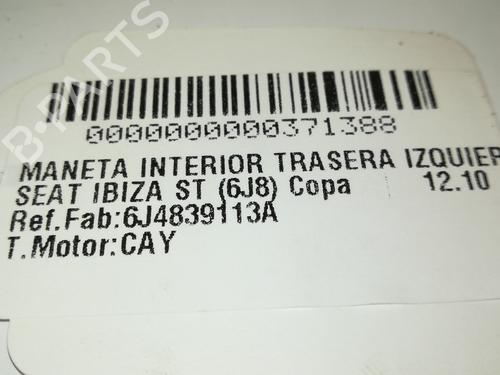 B-PARTS
0000000000371388
MANETA INTERIOR TRASERA IZQUIER
SEAT IBIZA ST (6J8) Copa 12.10
Ref.Fab:6J4839113A
T.Motor:CAY